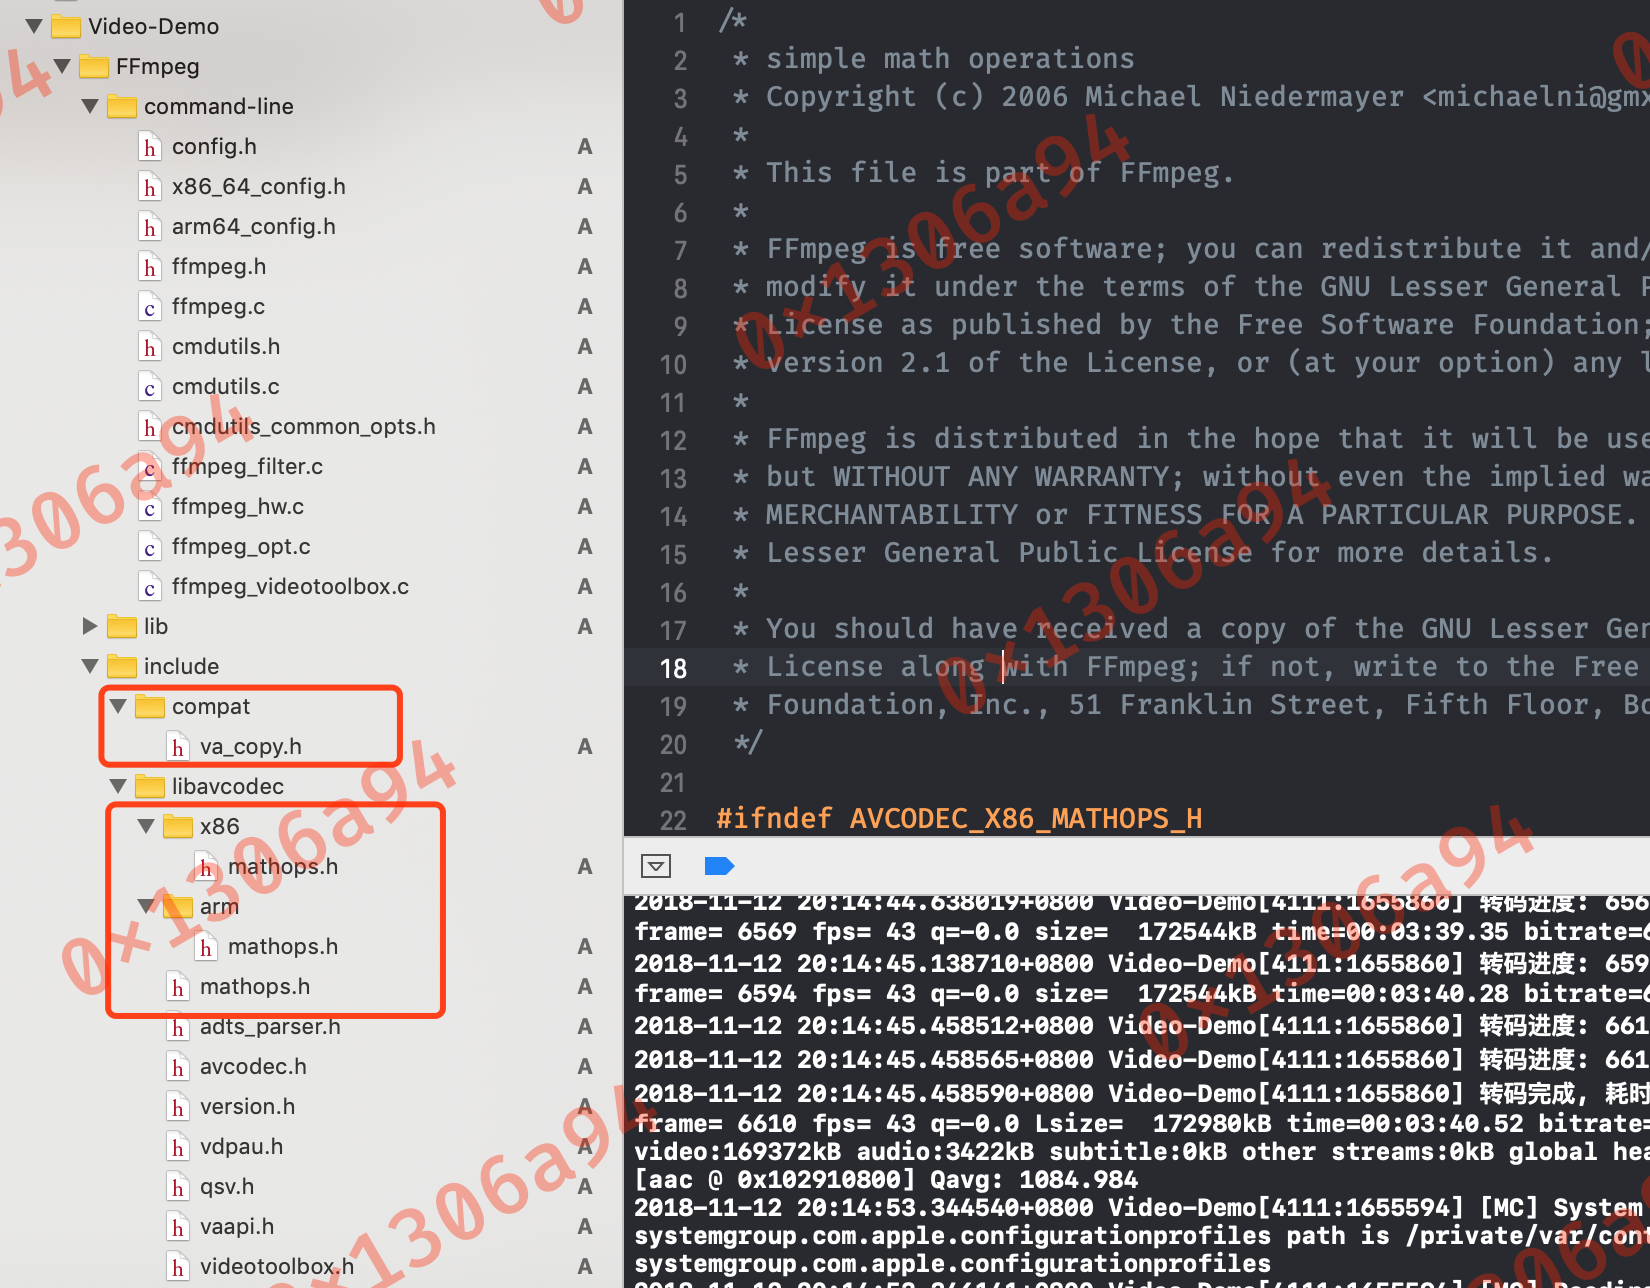 Video-Demo
FFmpeg
command-line
config.h A
x86_64_config.h A
arm64_config.h A
ffmpeg.h A
ffmpeg.c A
cmdutils.h A
cmdutils.c A
cmdutils_common_opts.h A
ffmpeg_filter.c A
ffmpeg_hw.c A
ffmpeg_opt.c A
ffmpeg_videotoolbox.c A
lib A
include
compat
va_copy.h A
libavcodec
x86
mathops.h A
arm
mathops.h A
mathops.h A
adts_parser.h A
avcodec.h A
version.h A
vdpau.h A
qsv.h A
vaapi.h A
videotoolbox.h A
1 /*
2 * simple math operations
3 * Copyright (c) 2006 Michael Niedermayer <michaelni@gmx
4 *
5 * This file is part of FFmpeg.
6 *
7 * FFmpeg is free software; you can redistribute it and/
8 * modify it under the terms of the GNU Lesser General
9 * License as published by the Free Software Foundation;
10 * version 2.1 of the License, or (at your option) any
11 *
12 * FFmpeg is distributed in the hope that it will be use
13 * but WITHOUT ANY WARRANTY; without even the implied wa
14 * MERCHANTABILITY or FITNESS FOR A PARTICULAR PURPOSE.
15 * Lesser General Public License for more details.
16 *
17 * You should have received a copy of the GNU Lesser Gen
18 * License along with FFmpeg; if not, write to the Free
19 * Foundation, Inc., 51 Franklin Street, Fifth Floor, Bo
20 */
21
22 #ifndef AVCODEC_X86_MATHOPS_H
2018-11-12 20:14:44.638019+0800 Video-Demo[4111:1655860] 转码进度: 656
frame= 6569 fps= 43 q=-0.0 size=  172544kB time=00:03:39.35 bitrate=6
2018-11-12 20:14:45.138710+0800 Video-Demo[4111:1655860] 转码进度: 659
frame= 6594 fps= 43 q=-0.0 size=  172544kB time=00:03:40.28 bitrate=6
2018-11-12 20:14:45.458512+0800 Video-Demo[4111:1655860] 转码进度: 661
2018-11-12 20:14:45.458565+0800 Video-Demo[4111:1655860] 转码进度: 661
2018-11-12 20:14:45.458590+0800 Video-Demo[4111:1655860] 转码完成, 耗时
frame= 6610 fps= 43 q=-0.0 Lsize=  172980kB time=00:03:40.52 bitrate=
video:169372kB audio:3422kB subtitle:0kB other streams:0kB global hea
[aac @ 0x102910800] Qavg: 1084.984
2018-11-12 20:14:53.344540+0800 Video-Demo[4111:1655594] [MC] System
systemgroup.com.apple.configurationprofiles path is /private/var/cont
systemgroup.com.apple.configurationprofiles
0×1306a94
0×1306a94
0×1306a94
0×1306a94
0×1306a94